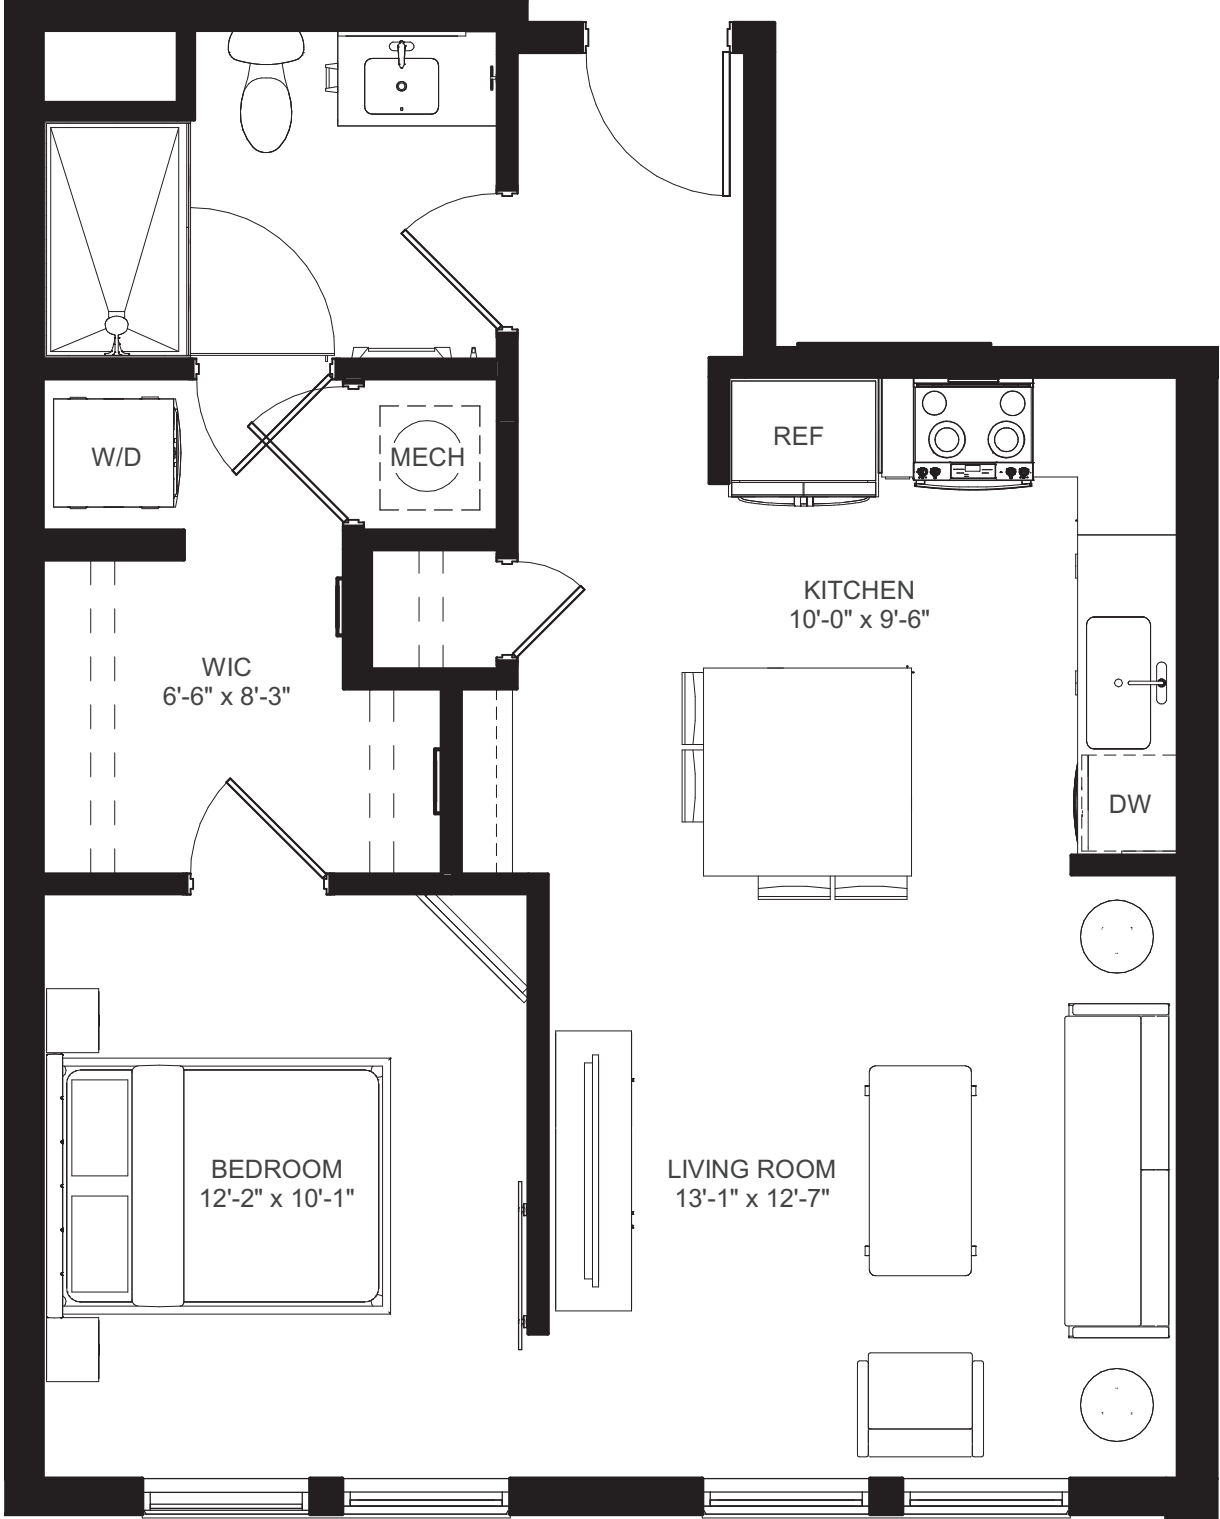 REF
W/D
MECH
KITCHEN
10'-0" x 9'-6"
WIC
6'-6" x 8'-3"
DW
BEDROOM
12'-2" x 10'-1"
LIVING ROOM
13'-1" x 12'-7"